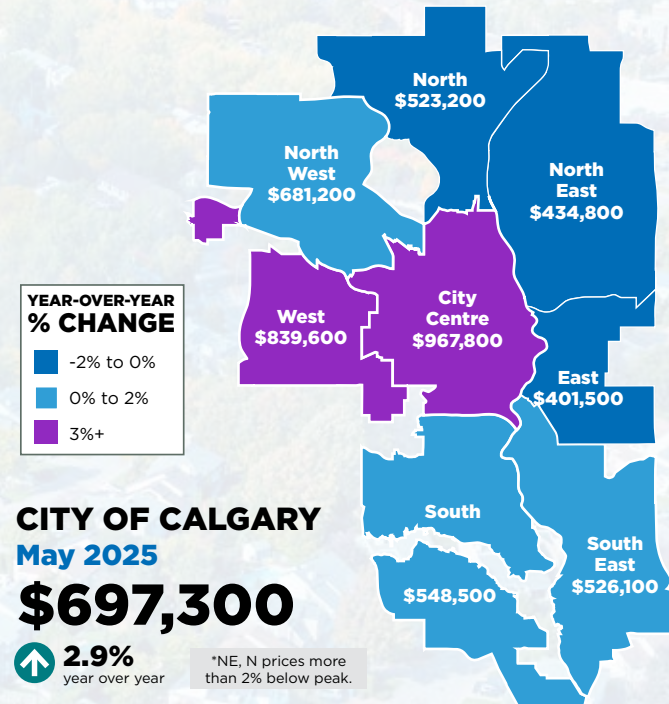 North
$523,200
North
West
$681,200
North
East
$434,800
YEAR-OVER-YEAR
% CHANGE
-2% to 0%
0% to 2%
3%+
West
$839,600
City
Centre
$967,800
East
$401,500
South
$548,500
South
East
$526,100
CITY OF CALGARY
May 2025
$697,300
2.9%
year over year
*NE, N prices more
than 2% below peak.